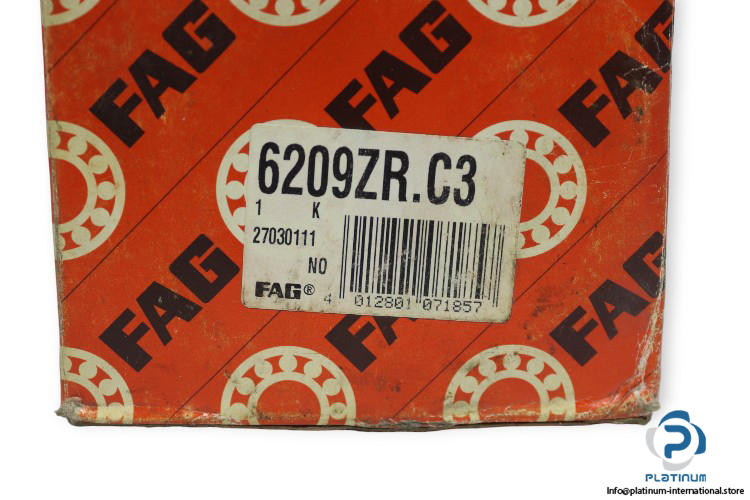 FAG
FAG
FAG
6209ZR.C3
1 K
27030111
NO
FAG®
4 012801 071857
FAG
FAG
FAG
PLATINUM
Info@platinum-international.store